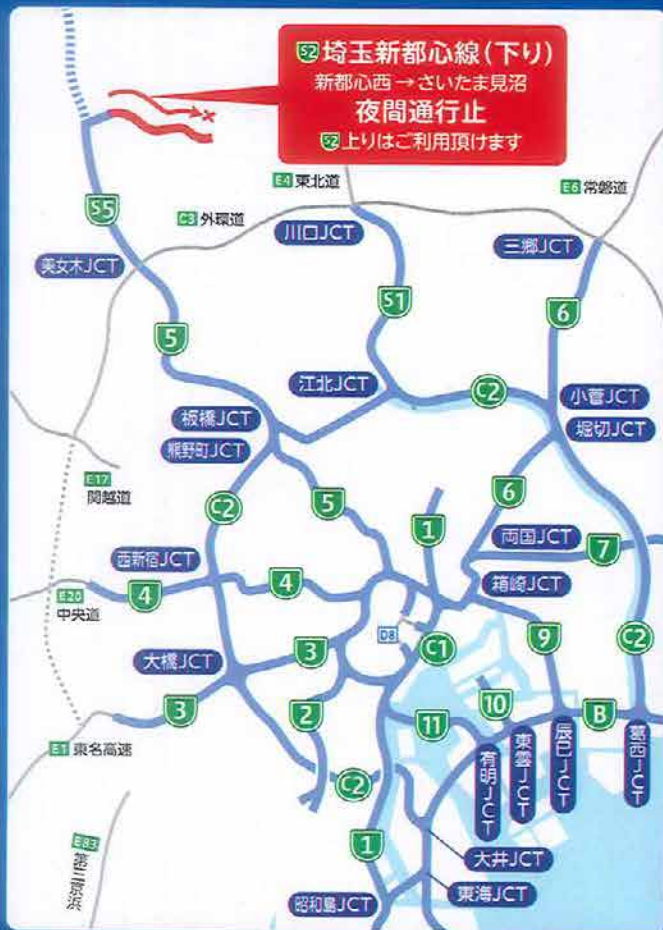 S2 埼玉新都心線(下り)
新都心西→さいたま見沼
夜間通行止
S2 上りはご利用頂けます
E4 東北道
E6 常磐道
C3 外環道
川口JCT
三郷JCT
S5
美女木JCT
S1
6
5
江北JCT
C2
小菅JCT
板橋JCT
堀切JCT
熊野町JCT
E17
関越道
C2
5
1
6
両国JCT
7
西新宿JCT
箱崎JCT
E20
中央道
4
4
D8
C1
9
C2
大橋JCT
3
3
2
11
10
B
E1 東名高速
有明JCT
東雲JCT
辰巳JCT
葛西JCT
C2
E83
第三京浜
1
大井JCT
東海JCT
昭和島JCT